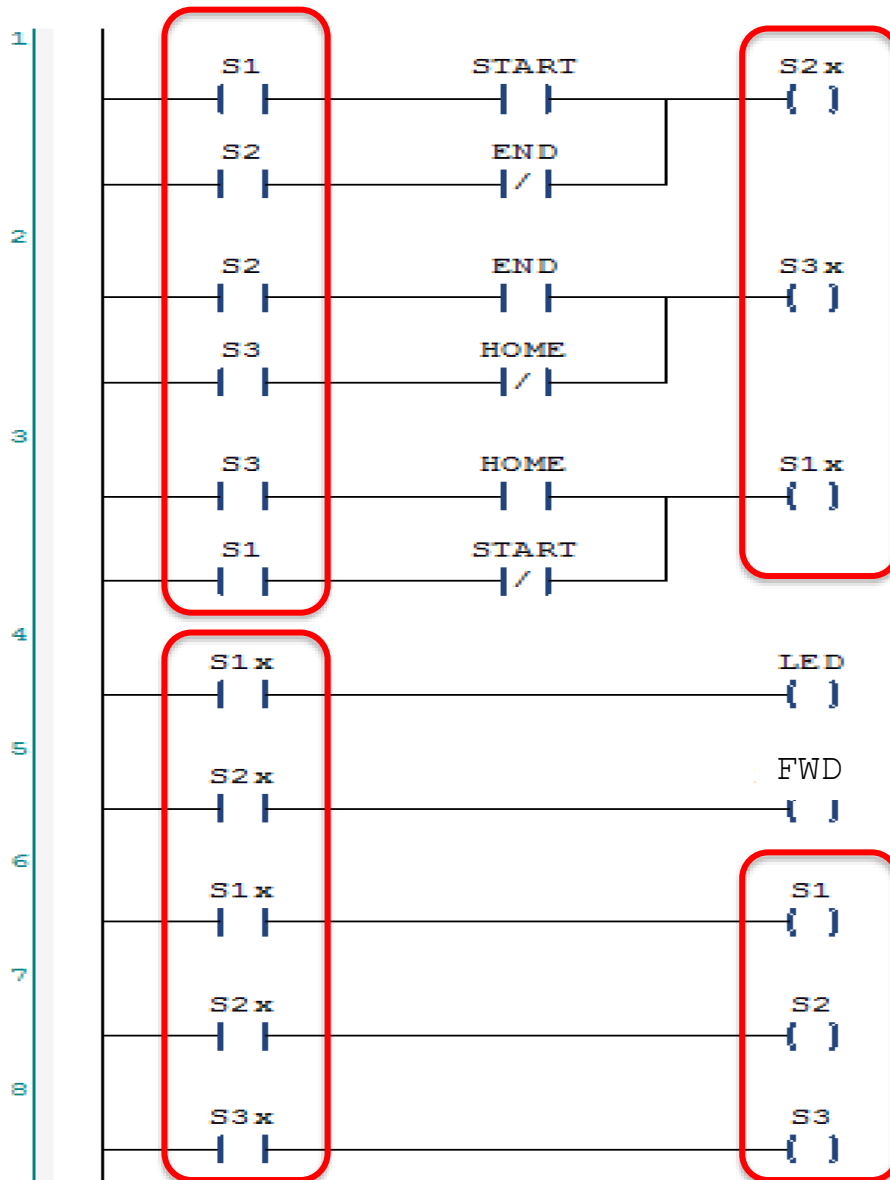 1
S1 START S2x
S2 END
2
S2 END S3x
S3 HOME
3
S3 HOME S1x
S1 START
4
S1x LED
5
S2x FWD
6
S1x S1
7
S2x S2
8
S3x S3